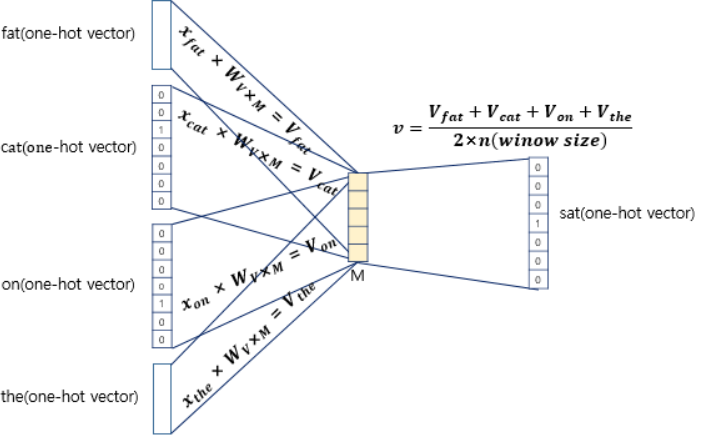 fat(one-hot vector)
x_fat × W_V×M = V_fat
0
0
1
0
0
0
0
cat(one-hot vector)
x_cat × W_V×M = V_cat
v = (V_fat + V_cat + V_on + V_the) / (2×n(winow size))
0
0
0
1
0
0
0
sat(one-hot vector)
0
0
0
0
1
0
0
on(one-hot vector)
x_on × W_V×M = V_on
M
the(one-hot vector)
x_the × W_V×M = V_the